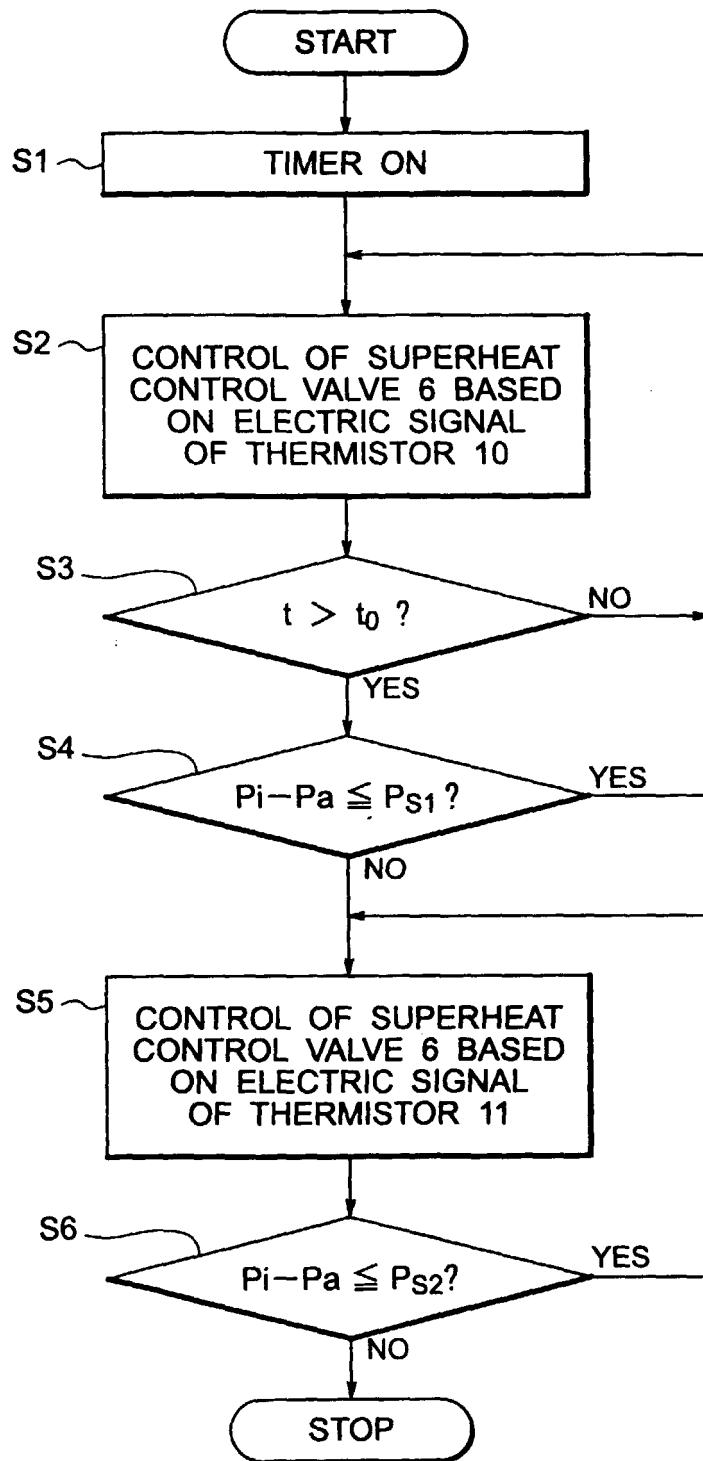 START
S1
TIMER ON
S2
CONTROL OF SUPERHEAT
CONTROL VALVE 6 BASED
ON ELECTRIC SIGNAL
OF THERMISTOR 10
S3
t > t0 ?
NO
YES
S4
Pi-Pa ≦ PS1?
YES
NO
S5
CONTROL OF SUPERHEAT
CONTROL VALVE 6 BASED
ON ELECTRIC SIGNAL
OF THERMISTOR 11
S6
Pi-Pa ≦ PS2?
YES
NO
STOP